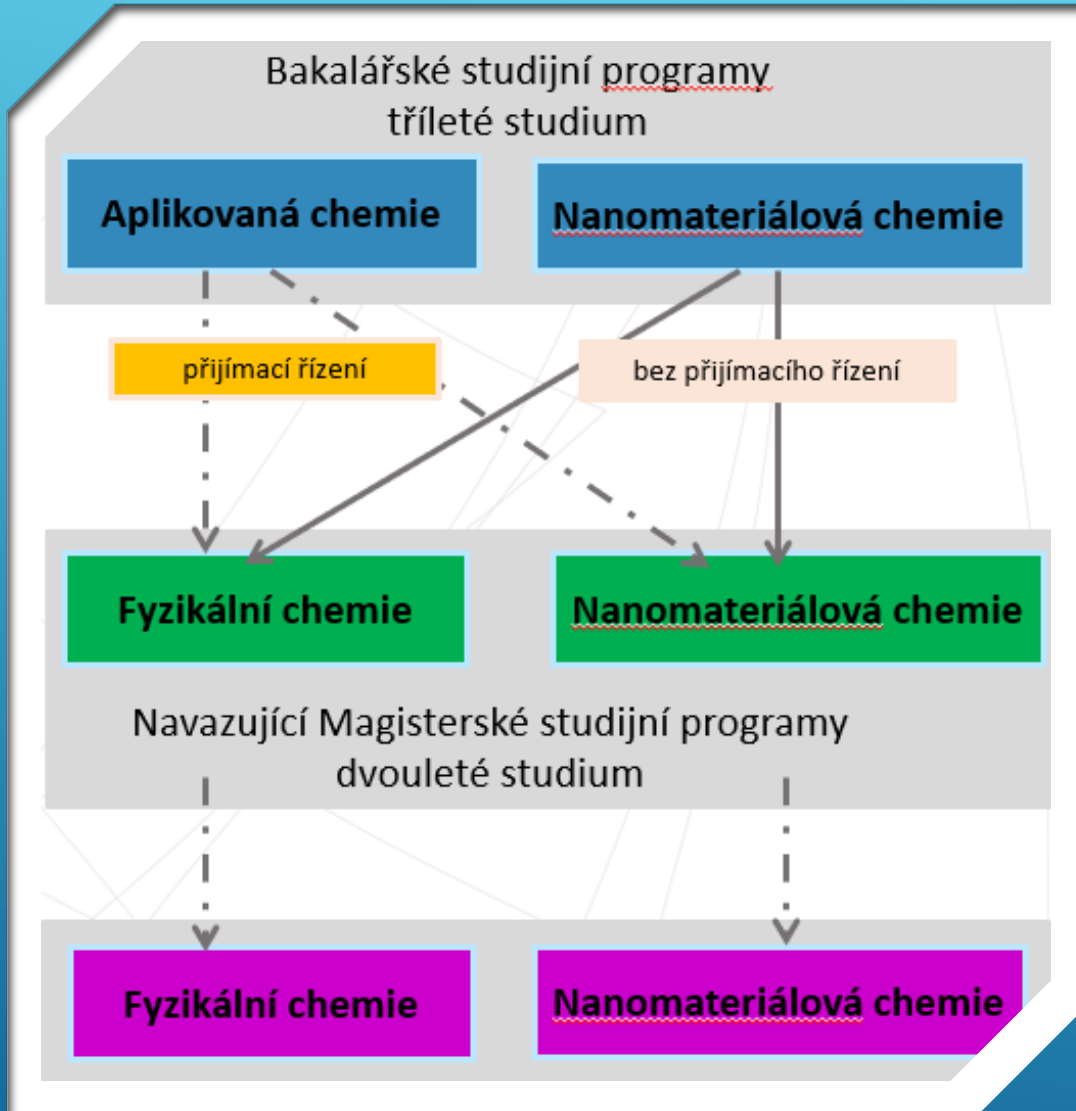 Bakalářské studijní programy
tříleté studium
Aplikovaná chemie
Nanomateriálová chemie
přijímací řízení
bez přijímacího řízení
Fyzikální chemie
Nanomateriálová chemie
Navazující Magisterské studijní programy
dvouleté studium
Fyzikální chemie
Nanomateriálová chemie